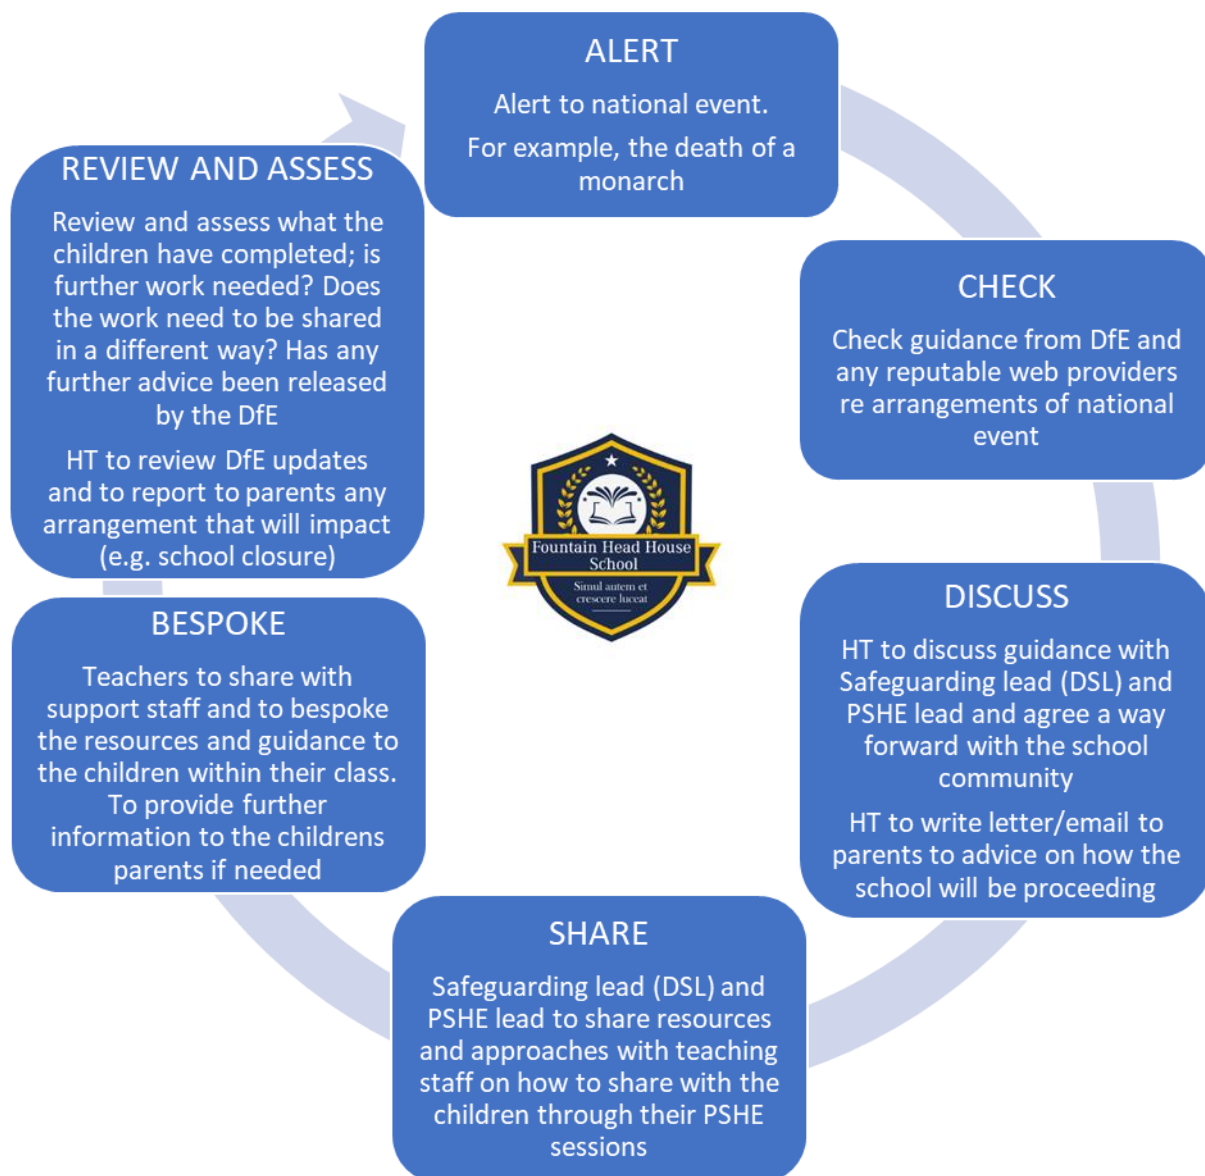 ALERT
Alert to national event.
For example, the death of a
monarch
CHECK
Check guidance from DfE and
any reputable web providers
re arrangements of national
event
DISCUSS
HT to discuss guidance with
Safeguarding lead (DSL) and
PSHE lead and agree a way
forward with the school
community
HT to write letter/email to
parents to advice on how the
school will be proceeding
SHARE
Safeguarding lead (DSL) and
PSHE lead to share resources
and approaches with teaching
staff on how to share with the
children through their PSHE
sessions
BESPOKE
Teachers to share with
support staff and to bespoke
the resources and guidance to
the children within their class.
To provide further
information to the childrens
parents if needed
REVIEW AND ASSESS
Review and assess what the
children have completed; is
further work needed? Does
the work need to be shared
in a different way? Has any
further advice been released
by the DfE
HT to review DfE updates
and to report to parents any
arrangement that will impact
(e.g. school closure)
Fountain Head House
School
Simul autem et
crescere luceat